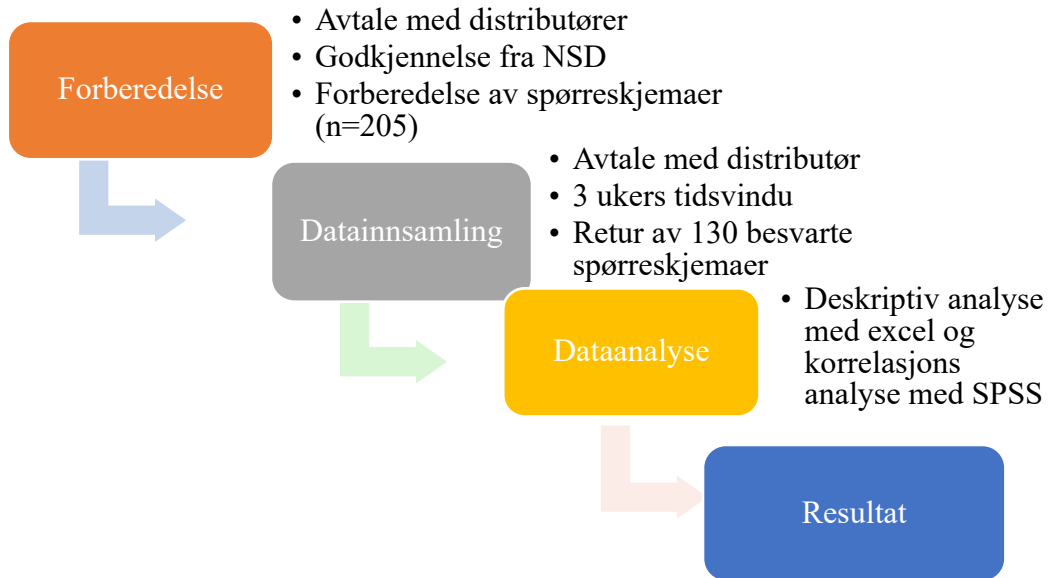 Forberedelse
• Avtale med distributører
• Godkjennelse fra NSD
• Forberedelse av spørreskjemaer
(n=205)
Datainnsamling
• Avtale med distributør
• 3 ukers tidsvindu
• Retur av 130 besvarte
spørreskjemaer
Dataanalyse
• Deskriptiv analyse
med excel og
korrelasjons
analyse med SPSS
Resultat